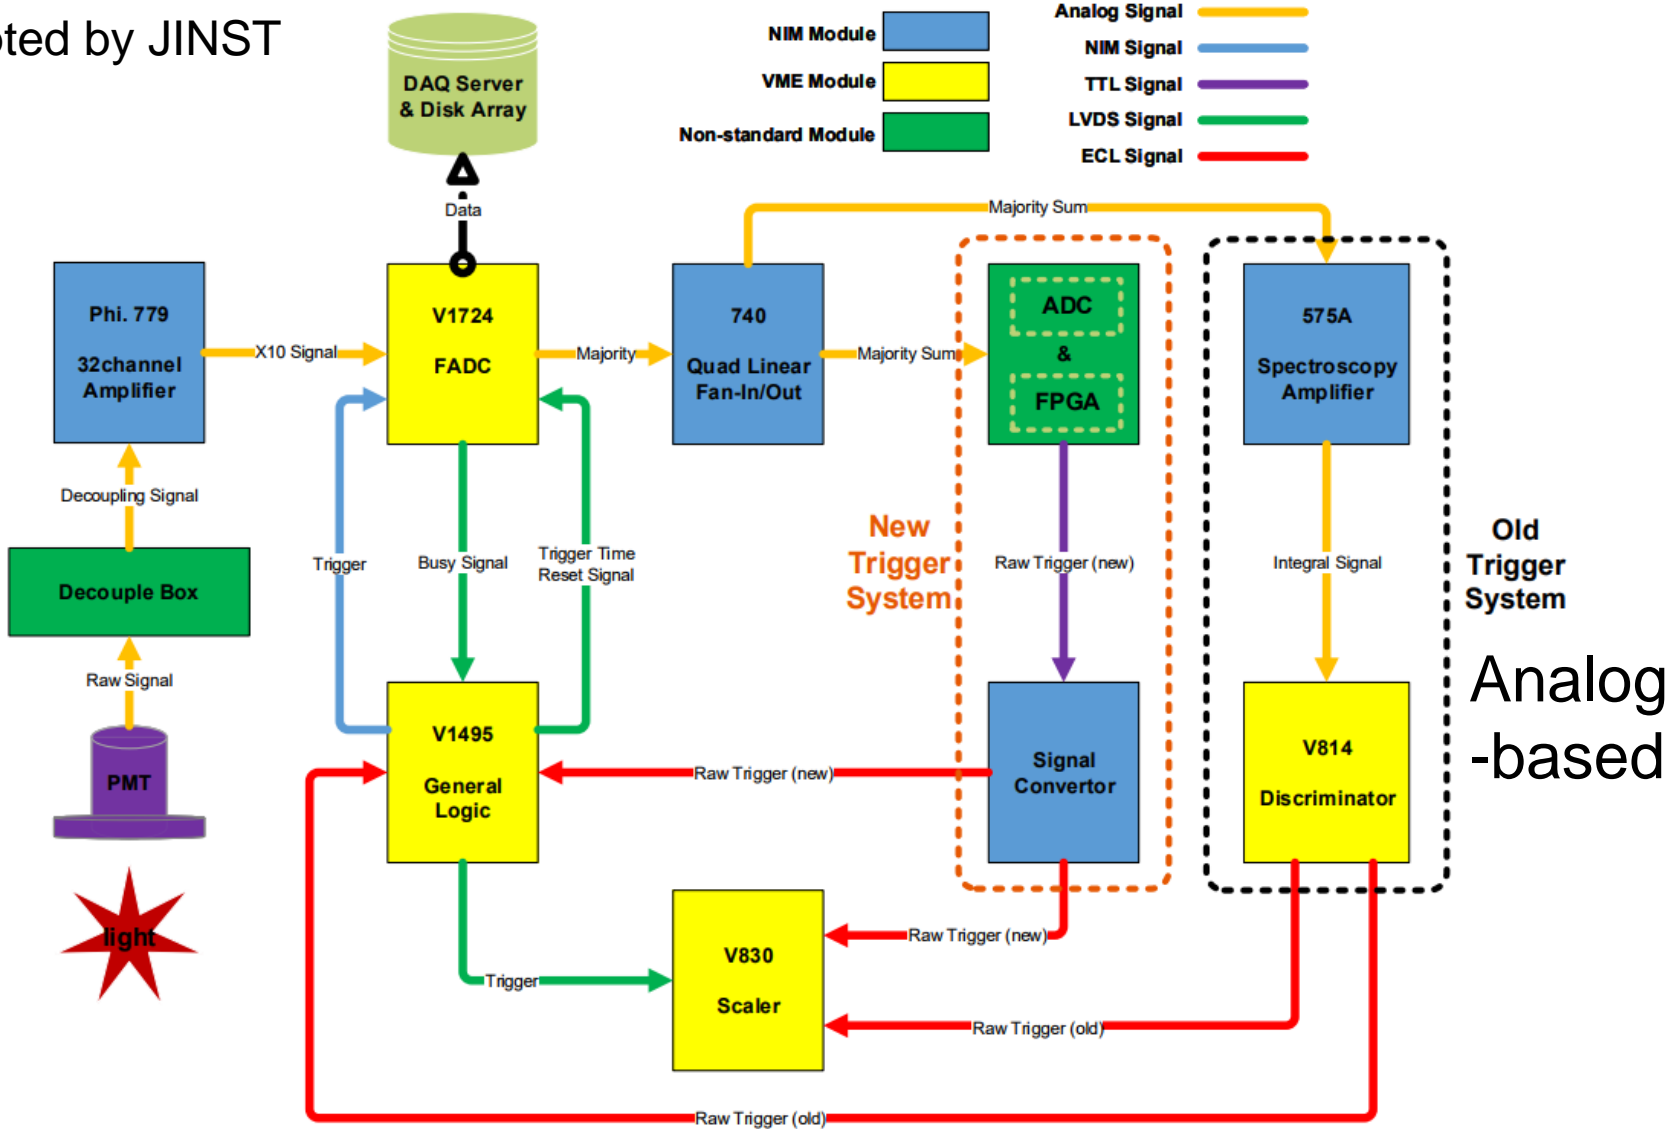 oted by JINST
DAQ Server
& Disk Array
NIM Module
VME Module
Non-standard Module
Analog Signal
NIM Signal
TTL Signal
LVDS Signal
ECL Signal
Data
Majority Sum
Phi. 779
32channel
Amplifier
X10 Signal
V1724
FADC
Majority
740
Quad Linear
Fan-In/Out
Majority Sum
ADC
&
FPGA
575A
Spectroscopy
Amplifier
Decoupling Signal
Decouple Box
Raw Signal
PMT
light
Trigger
Busy Signal
Trigger Time
Reset Signal
New
Trigger
System
Raw Trigger (new)
Integral Signal
Old
Trigger
System
Analog
-based
V1495
General
Logic
Raw Trigger (new)
Signal
Convertor
V814
Discriminator
Trigger
V830
Scaler
Raw Trigger (new)
Raw Trigger (old)
Raw Trigger (old)